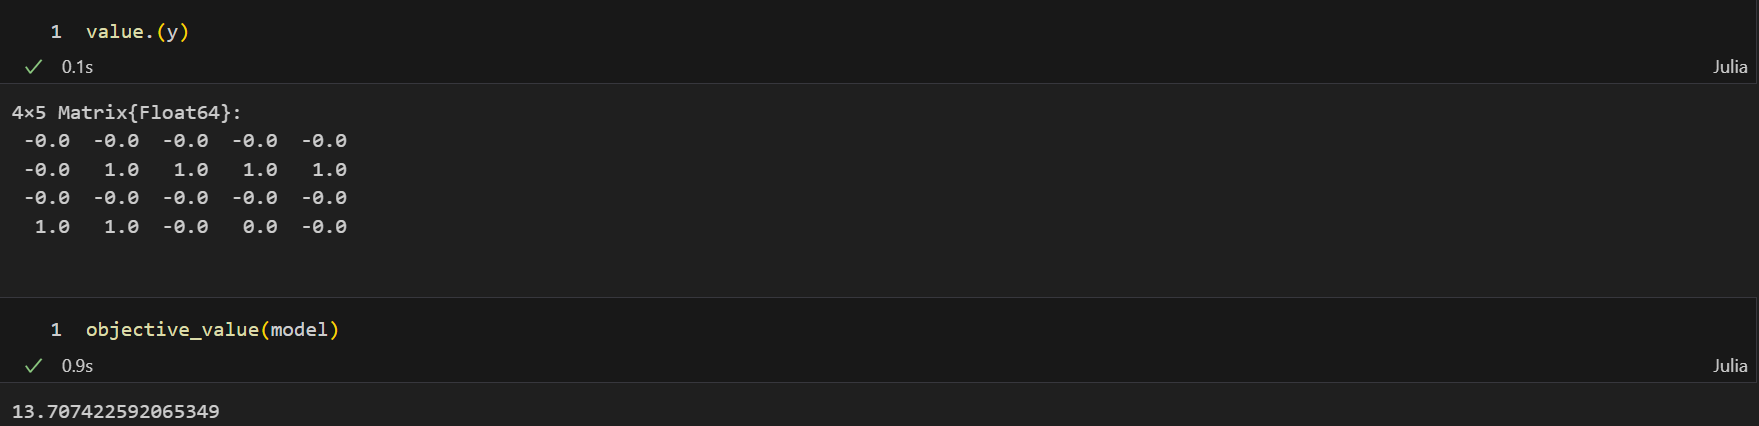 1 value.(y)
0.1s Julia
4×5 Matrix{Float64}:
-0.0 -0.0 -0.0 -0.0 -0.0
-0.0 1.0 1.0 1.0 1.0
-0.0 -0.0 -0.0 -0.0 -0.0
1.0 1.0 -0.0 0.0 -0.0
1 objective_value(model)
0.9s Julia
13.707422592065349